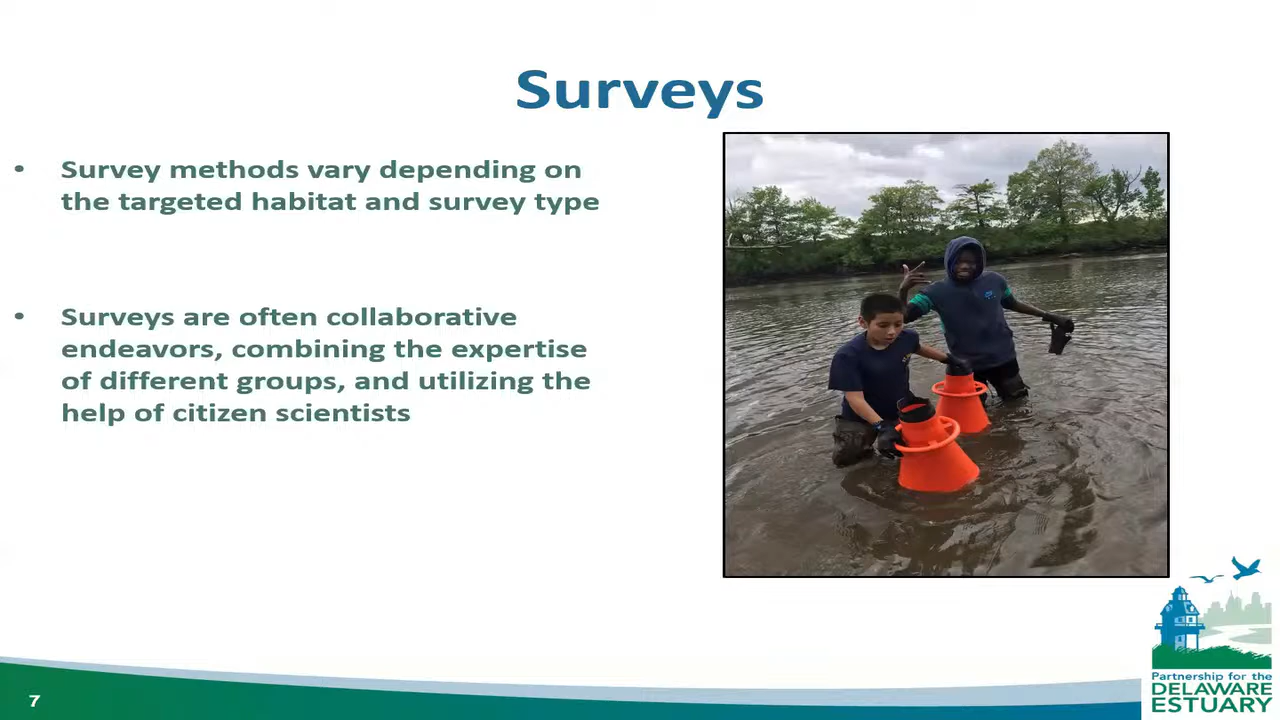 Surveys
• Survey methods vary depending on
the targeted habitat and survey type
• Surveys are often collaborative
endeavors, combining the expertise
of different groups, and utilizing the
help of citizen scientists
7
Partnership for the
DELAWARE
ESTUARY